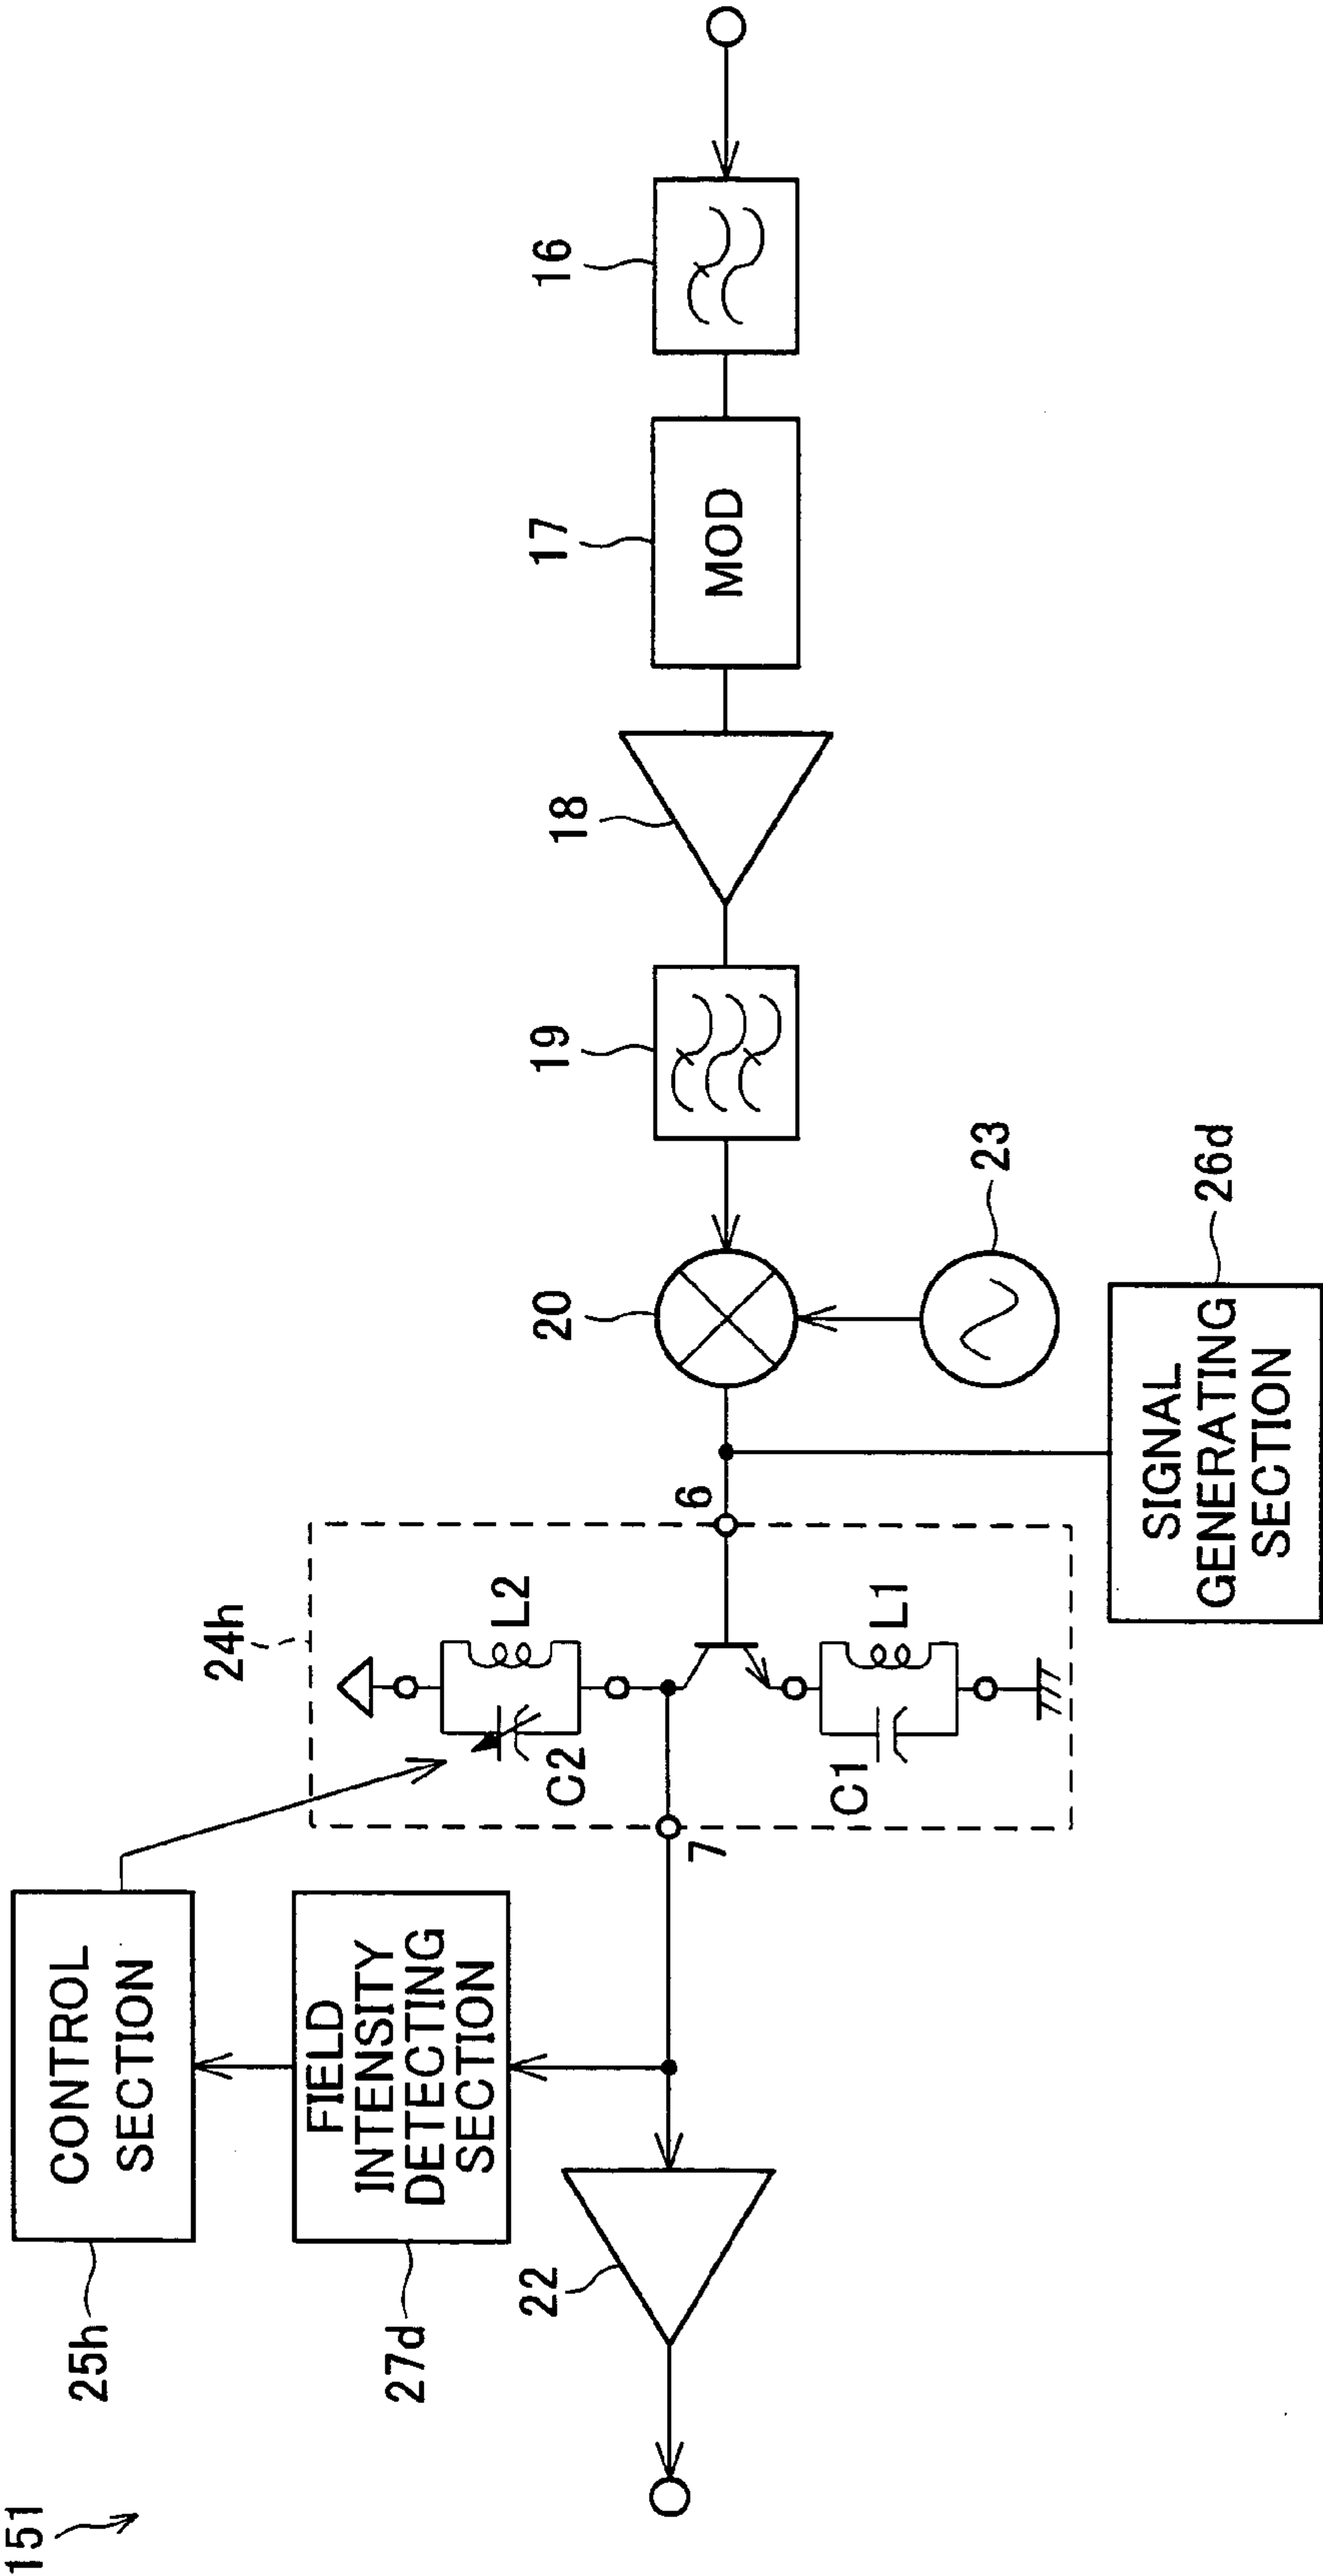 151
25h
CONTROL
SECTION
27d
FIELD
INTENSITY
DETECTING
SECTION
22
7
24h
C2
L2
C1
L1
6
20
23
SIGNAL
GENERATING
SECTION
26d
19
18
17
MOD
16